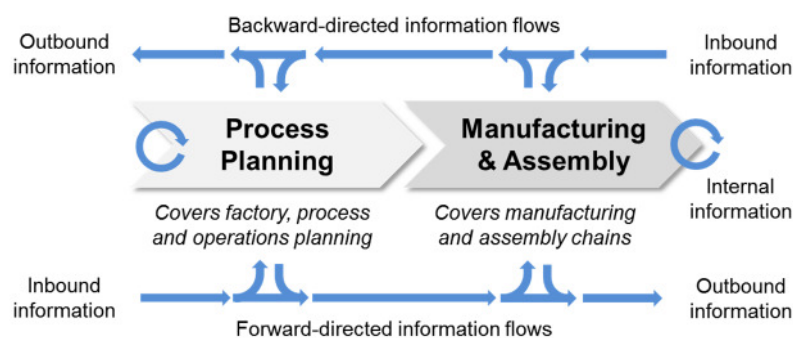 Backward-directed information flows
Outbound
information
Inbound
information
Process
Planning
Manufacturing
& Assembly
Covers factory, process
and operations planning
Covers manufacturing
and assembly chains
Internal
information
Inbound
information
Outbound
information
Forward-directed information flows